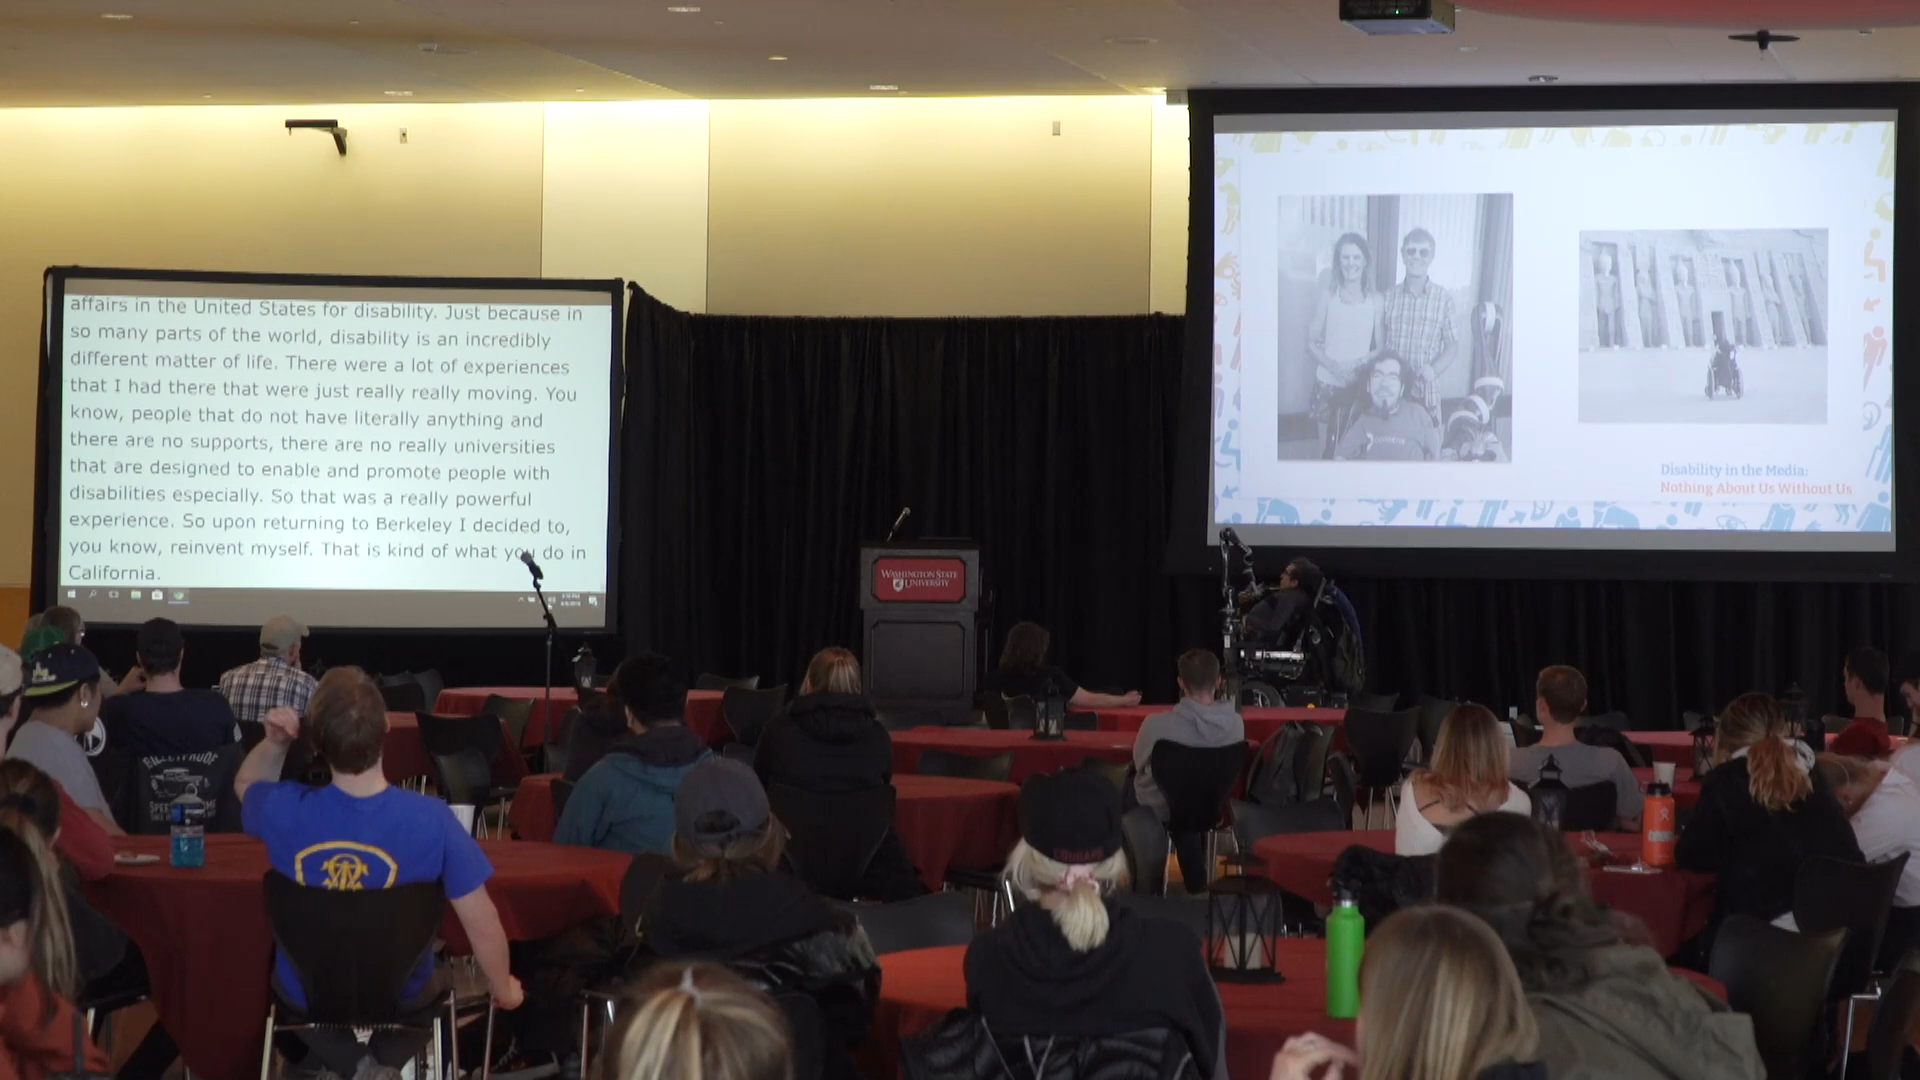 affairs in the United States for disability. Just because in
so many parts of the world, disability is an incredibly
different matter of life. There were a lot of experiences
that I had there that were just really really moving. You
know, people that do not have literally anything and
there are no supports, there are no really universities
that are designed to enable and promote people with
disabilities especially. So that was a really powerful
experience. So upon returning to Berkeley I decided to,
you know, reinvent myself. That is kind of what you do in
California.
WASHINGTON STATE
UNIVERSITY
Disability in the Media:
Nothing About Us Without Us
BULLETPROOF
COUGARS